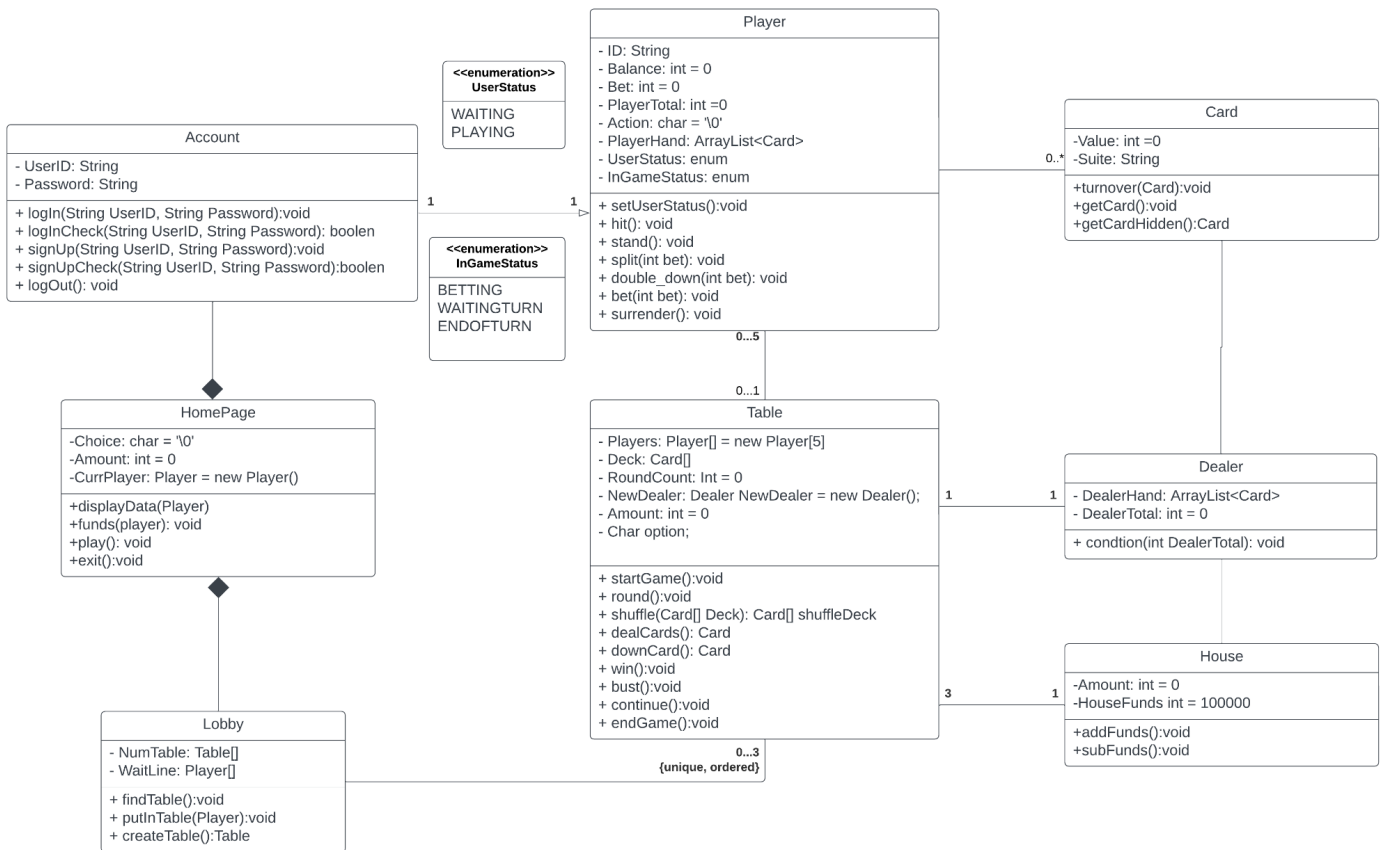 Player
- ID: String
- Balance: int = 0
- Bet: int = 0
- PlayerTotal: int =0
- Action: char = '\0'
- PlayerHand: ArrayList<Card>
- UserStatus: enum
- InGameStatus: enum
+ setUserStatus():void
+ hit(): void
+ stand(): void
+ split(int bet): void
+ double_down(int bet): void
+ bet(int bet): void
+ surrender(): void
<<enumeration>>
UserStatus
WAITING
PLAYING
Account
- UserID: String
- Password: String
+ logIn(String UserID, String Password):void
+ logInCheck(String UserID, String Password): boolen
+ signUp(String UserID, String Password):void
+ signUpCheck(String UserID, String Password):boolen
+ logOut(): void
1
1
<<enumeration>>
InGameStatus
BETTING
WAITINGTURN
ENDOFTURN
0..*
Card
-Value: int =0
-Suite: String
+turnover(Card):void
+getCard():void
+getCardHidden():Card
0...5
0...1
HomePage
-Choice: char = '\0'
-Amount: int = 0
-CurrPlayer: Player = new Player()
+displayData(Player)
+funds(player): void
+play(): void
+exit():void
Table
- Players: Player[] = new Player[5]
- Deck: Card[]
- RoundCount: Int = 0
- NewDealer: Dealer NewDealer = new Dealer();
- Amount: int = 0
- Char option;
+ startGame():void
+ round():void
+ shuffle(Card[] Deck): Card[] shuffleDeck
+ dealCards(): Card
+ downCard(): Card
+ win():void
+ bust():void
+ continue():void
+ endGame():void
1
1
Dealer
- DealerHand: ArrayList<Card>
- DealerTotal: int = 0
+ condtion(int DealerTotal): void
3
1
House
-Amount: int = 0
-HouseFunds int = 100000
+addFunds():void
+subFunds():void
0...3
{unique, ordered}
Lobby
- NumTable: Table[]
- WaitLine: Player[]
+ findTable():void
+ putInTable(Player):void
+ createTable():Table